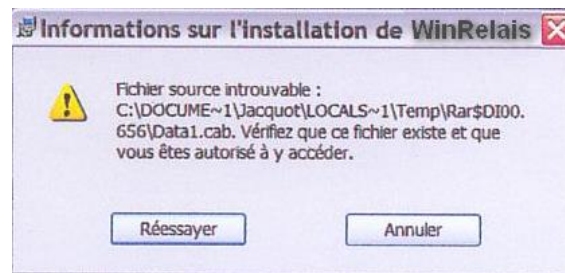 Informations sur l'installation de WinRelais
Fichier source introuvable :
C:\DOCUME~1\Jacquot\LOCALS~1\Temp\Rar$DI00.
656\Data1.cab. Vérifiez que ce fichier existe et que
vous êtes autorisé à y accéder.
Réessayer
Annuler